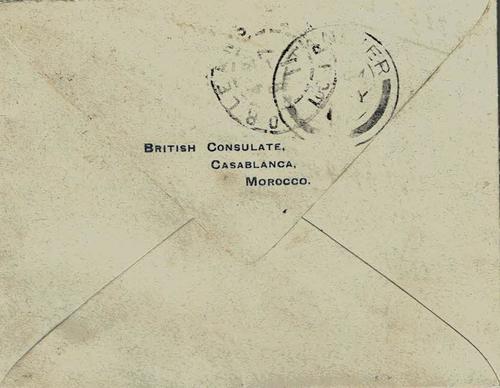 British Consulate,
Casablanca,
Morocco.